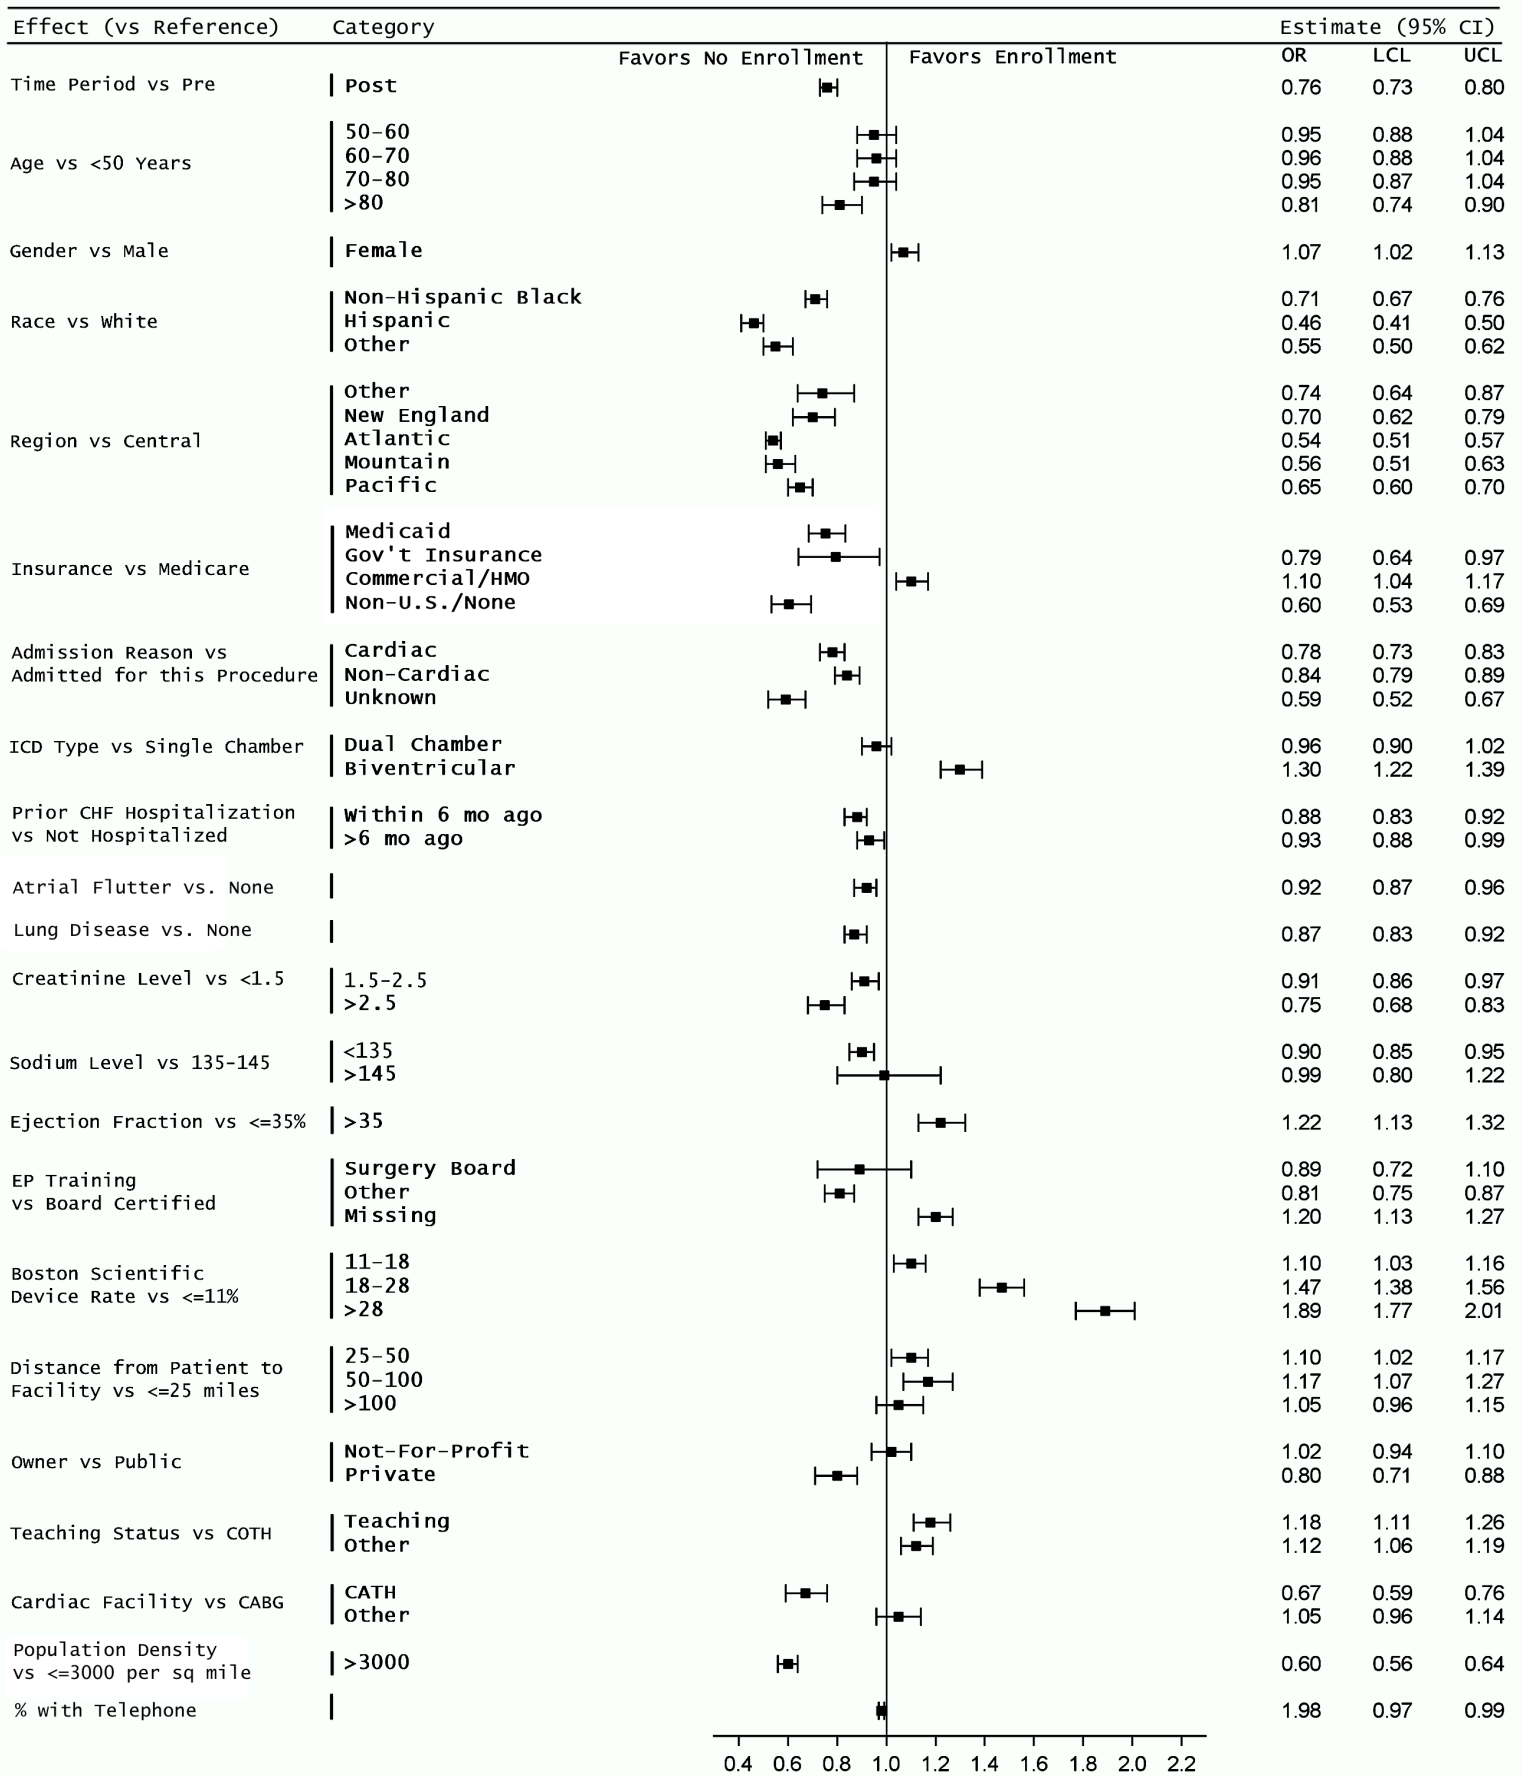 Effect (vs Reference) Category Estimate (95% CI)
Favors No Enrollment Favors Enrollment OR LCL UCL
Time Period vs Pre Post 0.76 0.73 0.80
50-60 0.95 0.88 1.04
60-70 0.96 0.88 1.04
Age vs <50 Years
70-80 0.95 0.87 1.04
>80 0.81 0.74 0.90
Gender vs Male Female 1.07 1.02 1.13
Non-Hispanic Black 0.71 0.67 0.76
Race vs White Hispanic 0.46 0.41 0.50
Other 0.55 0.50 0.62
Other 0.74 0.64 0.87
New England 0.70 0.62 0.79
Region vs Central Atlantic 0.54 0.51 0.57
Mountain 0.56 0.51 0.63
Pacific 0.65 0.60 0.70
Medicaid
Gov't Insurance 0.79 0.64 0.97
Insurance vs Medicare
Commercial/HMO 1.10 1.04 1.17
Non-U.S./None 0.60 0.53 0.69
Admission Reason vs Cardiac 0.78 0.73 0.83
Admitted for this Procedure Non-Cardiac 0.84 0.79 0.89
Unknown 0.59 0.52 0.67
ICD Type vs Single Chamber Dual Chamber 0.96 0.90 1.02
Biventricular 1.30 1.22 1.39
Prior CHF Hospitalization Within 6 mo ago 0.88 0.83 0.92
vs Not Hospitalized >6 mo ago 0.93 0.88 0.99
Atrial Flutter vs. None 0.92 0.87 0.96
Lung Disease vs. None 0.87 0.83 0.92
Creatinine Level vs <1.5 1.5-2.5 0.91 0.86 0.97
>2.5 0.75 0.68 0.83
<135 0.90 0.85 0.95
Sodium Level vs 135-145
>145 0.99 0.80 1.22
Ejection Fraction vs <=35% >35 1.22 1.13 1.32
Surgery Board 0.89 0.72 1.10
EP Training
Other 0.81 0.75 0.87
vs Board Certified
Missing 1.20 1.13 1.27
11-18 1.10 1.03 1.16
Boston Scientific
18-28 1.47 1.38 1.56
Device Rate vs <=11%
>28 1.89 1.77 2.01
25-50 1.10 1.02 1.17
Distance from Patient to
50-100 1.17 1.07 1.27
Facility vs <=25 miles
>100 1.05 0.96 1.15
Not-For-Profit 1.02 0.94 1.10
Owner vs Public
Private 0.80 0.71 0.88
Teaching 1.18 1.11 1.26
Teaching Status vs COTH
Other 1.12 1.06 1.19
CATH 0.67 0.59 0.76
Cardiac Facility vs CABG
Other 1.05 0.96 1.14
Population Density
>3000 0.60 0.56 0.64
vs <=3000 per sq mile
% with Telephone 1.98 0.97 0.99
0.4 0.6 0.8 1.0 1.2 1.4 1.6 1.8 2.0 2.2